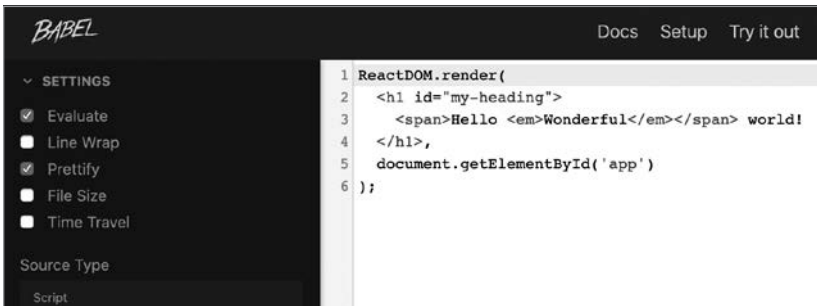 BABEL
Docs Setup Try it out
SETTINGS
Evaluate
Line Wrap
Prettify
File Size
Time Travel
Source Type
Script
1 ReactDOM.render(
2 <h1 id="my-heading">
3 <span>Hello <em>Wonderful</em></span> world!
4 </h1>,
5 document.getElementById('app')
6 );